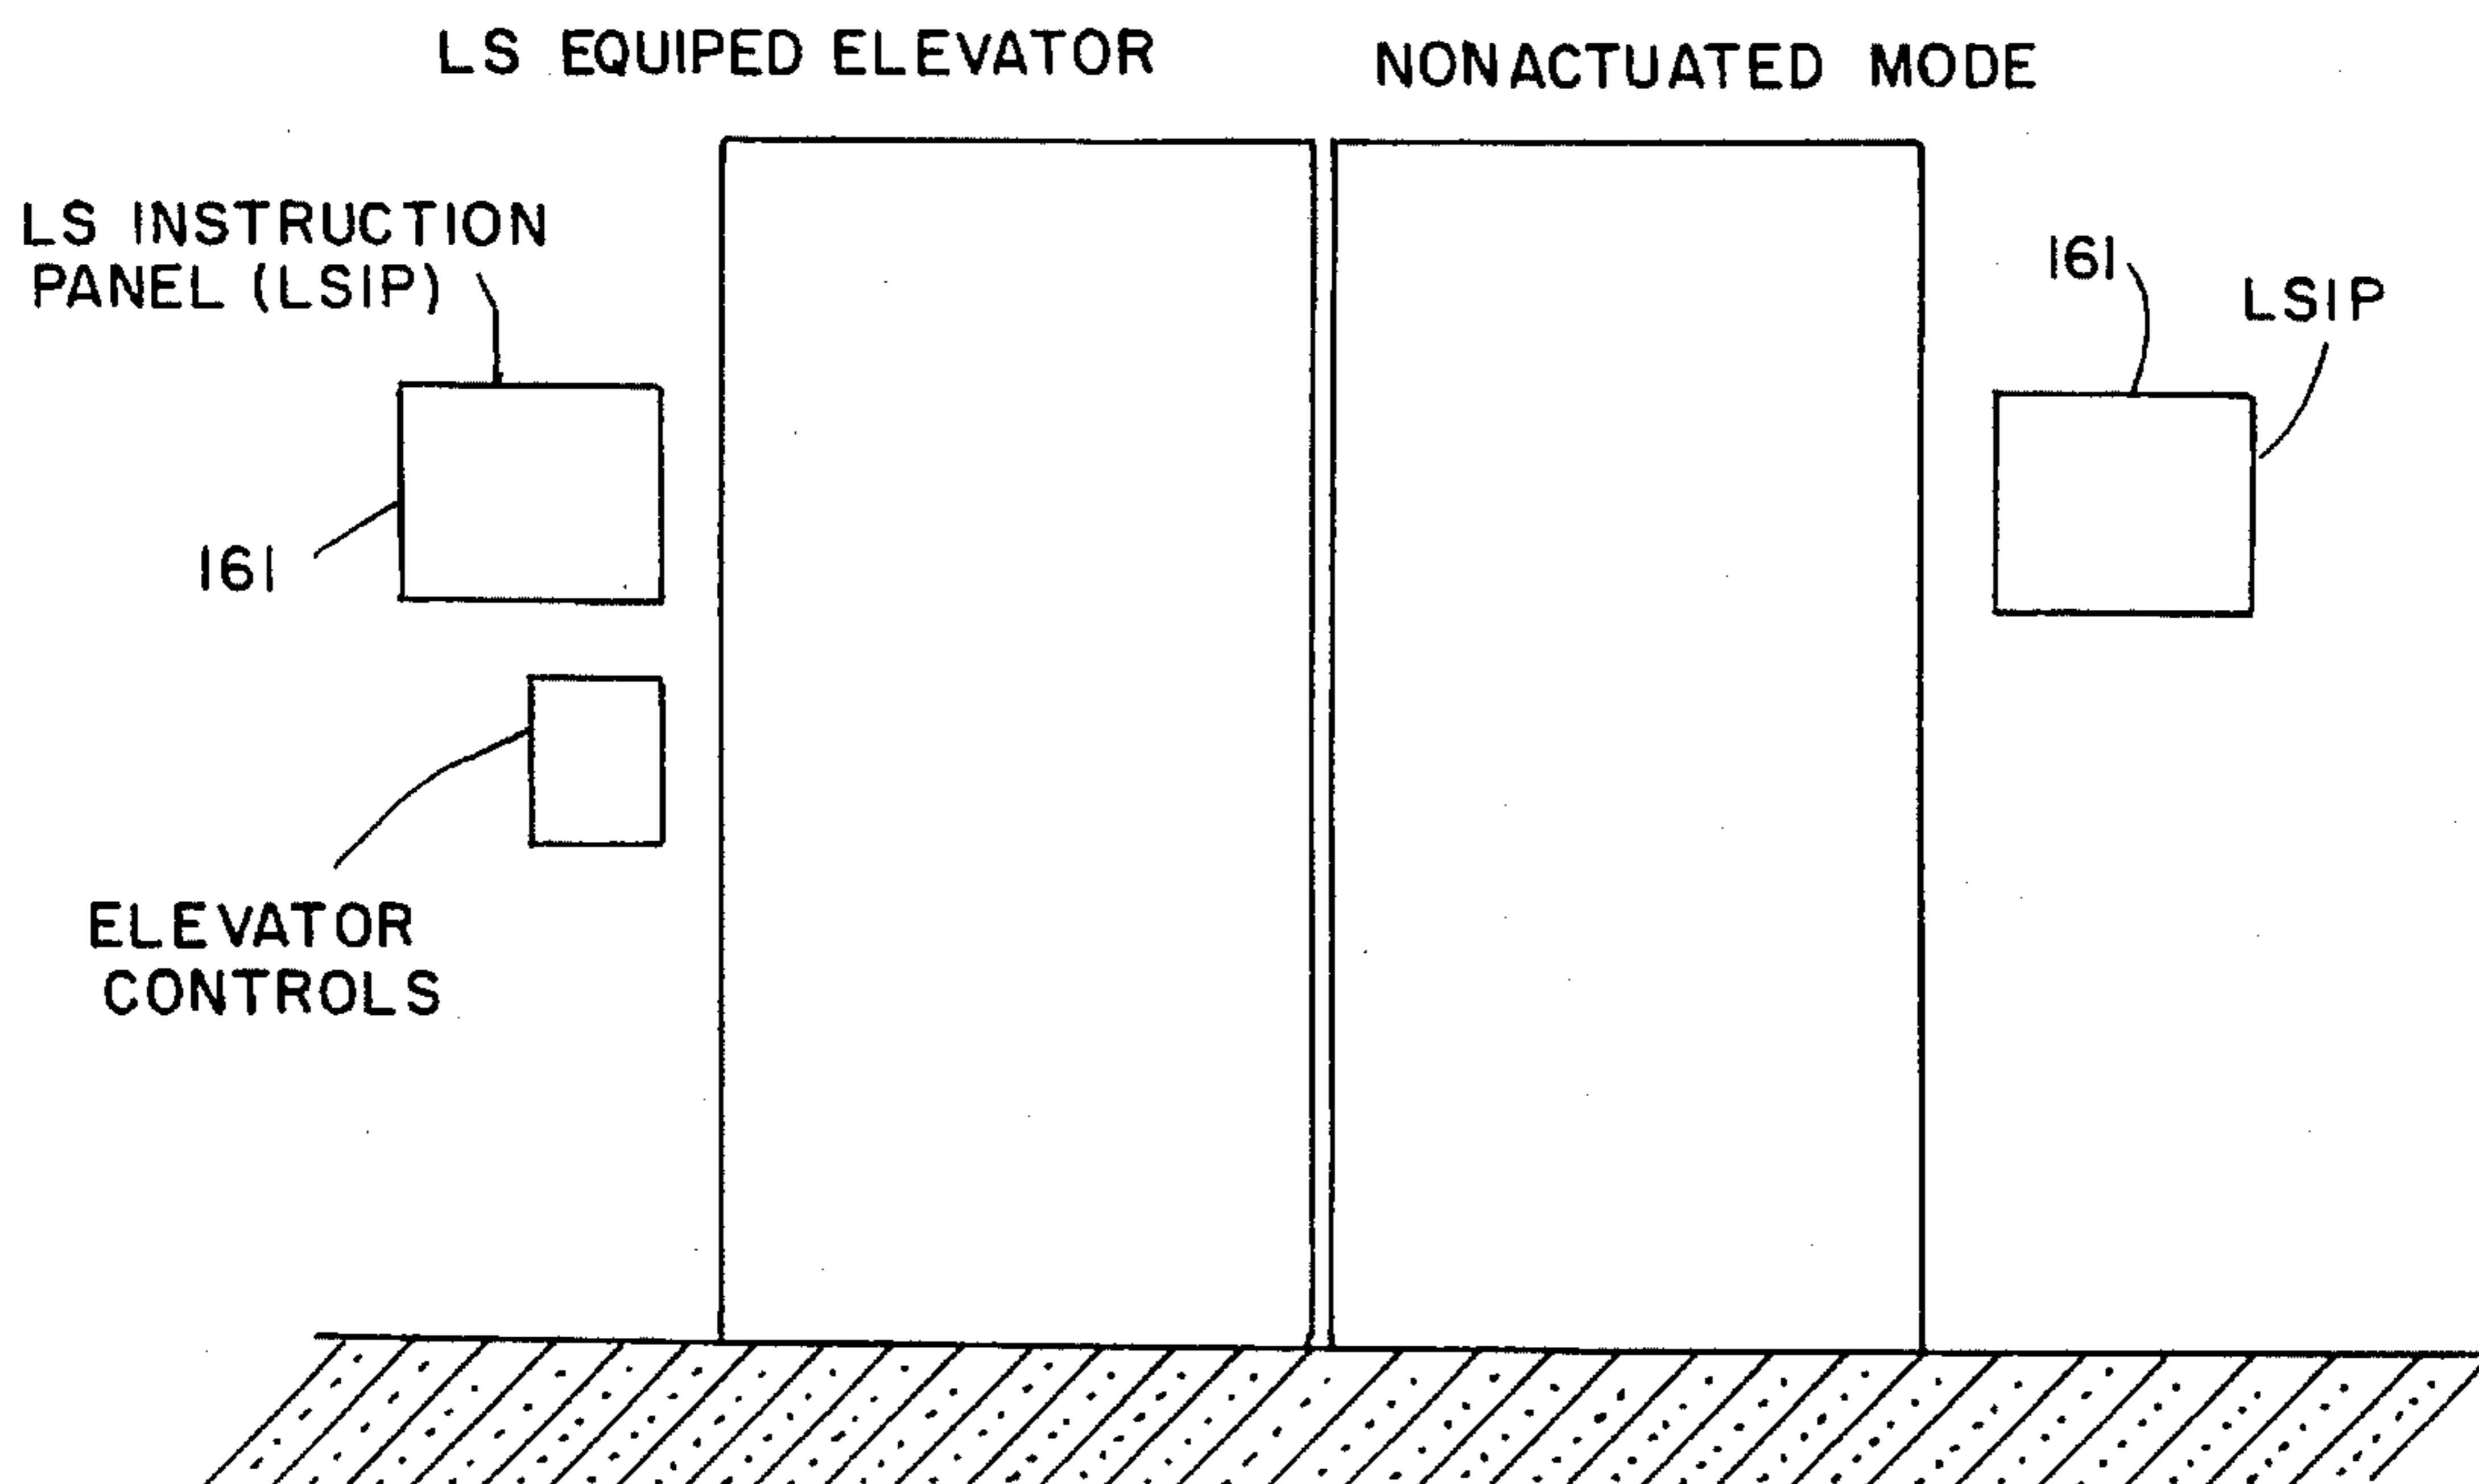 LS EQUIPED ELEVATOR
NONACTUATED MODE
LS INSTRUCTION
PANEL (LSIP)
161
LSIP
161
ELEVATOR
CONTROLS